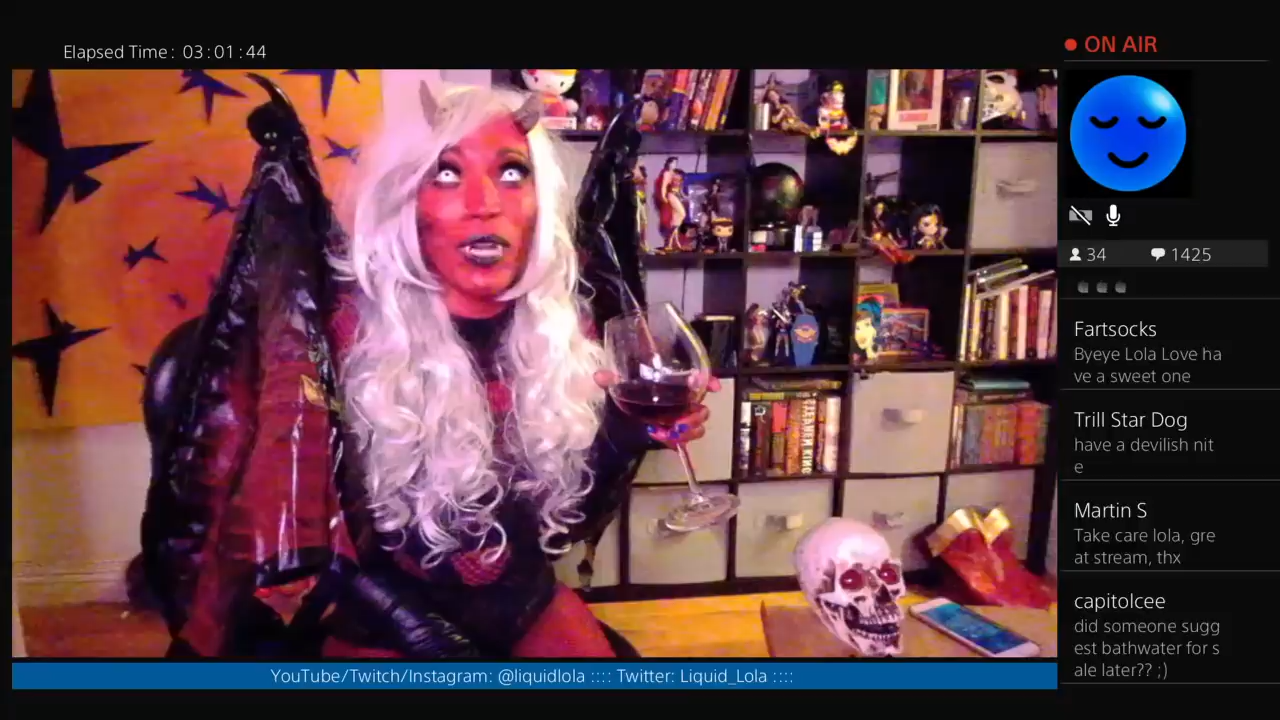 Elapsed Time: 03:01:44
ON AIR
34 1425
Fartsocks
Byeye Lola Love ha
ve a sweet one
Trill Star Dog
have a devilish nit
e
Martin S
Take care lola, gre
at stream, thx
capitolcee
did someone sugg
est bathwater for s
ale later?? ;)
STEPHEN KING
YouTube/Twitch/Instagram: @liquidlola :::: Twitter: Liquid_Lola ::::